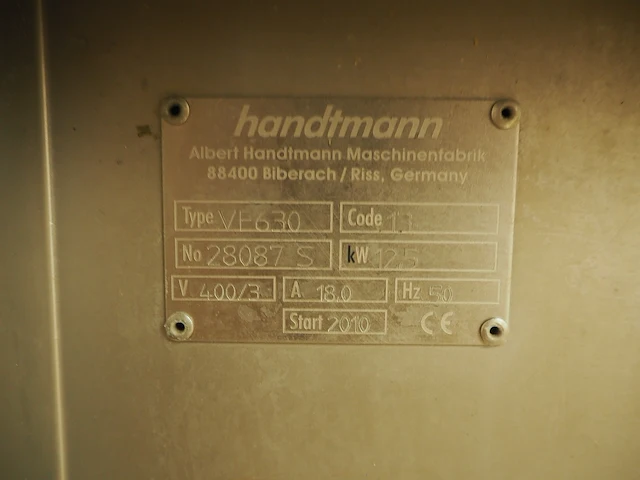 handtmann
Albert Handtmann Maschinenfabrik
88400 Biberach / Riss, Germany
Type VF630 Code 13
No 28087 S kW 12.5
V 400/3 A 18.0 Hz 50
Start 2010 CE